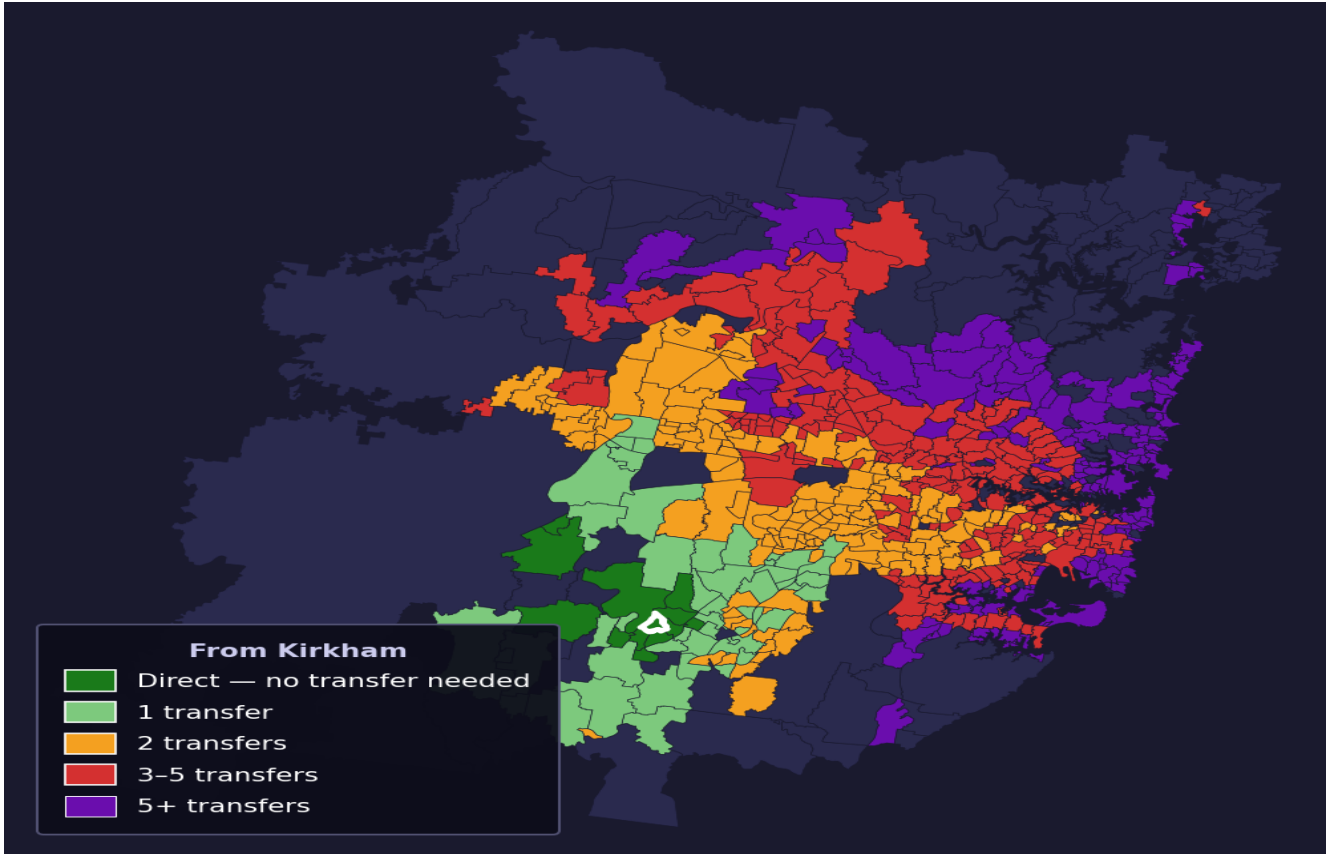 From Kirkham
Direct — no transfer needed
1 transfer
2 transfers
3–5 transfers
5+ transfers